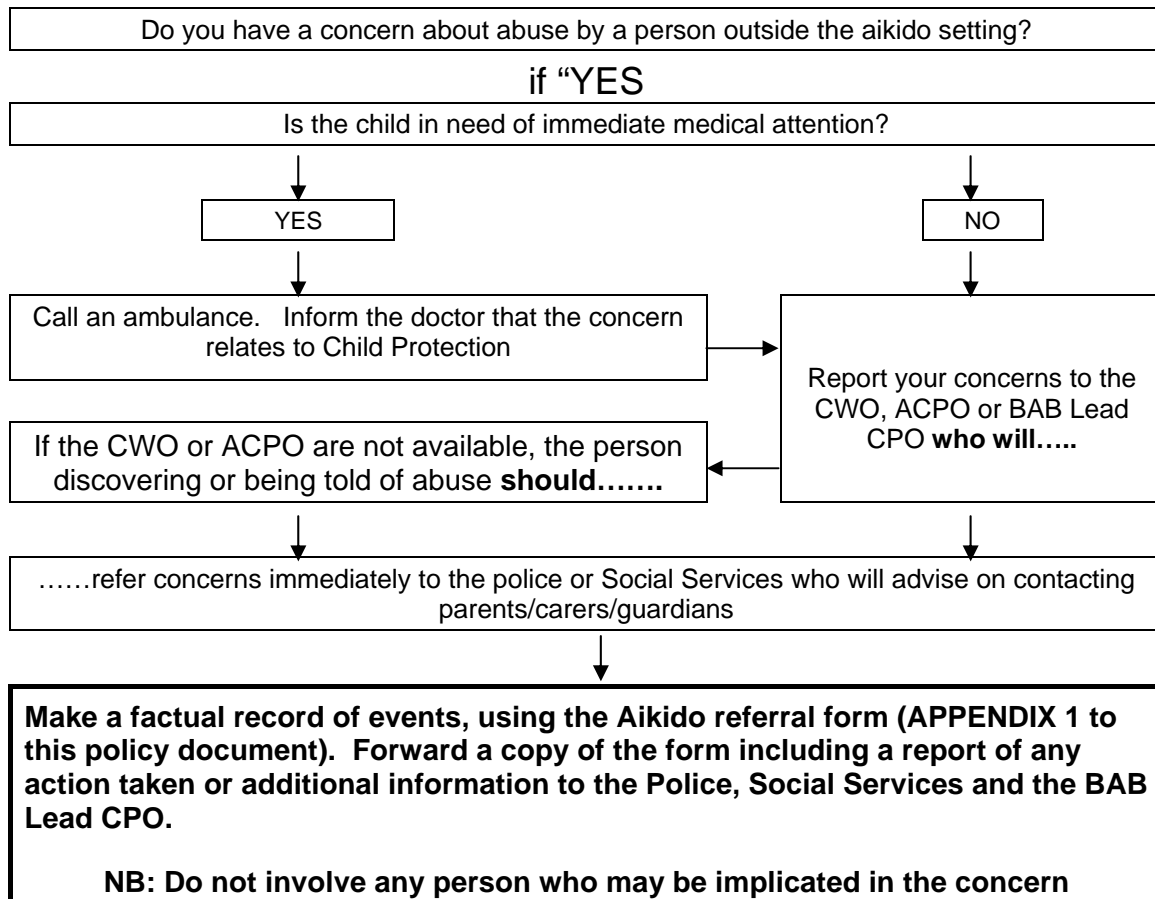 Do you have a concern about abuse by a person outside the aikido setting?
if “YES
Is the child in need of immediate medical attention?
YES
NO
Call an ambulance.   Inform the doctor that the concern
relates to Child Protection
Report your concerns to the
CWO, ACPO or BAB Lead
CPO who will…..
If the CWO or ACPO are not available, the person
discovering or being told of abuse should…….
……refer concerns immediately to the police or Social Services who will advise on contacting
parents/carers/guardians
Make a factual record of events, using the Aikido referral form (APPENDIX 1 to
this policy document).  Forward a copy of the form including a report of any
action taken or additional information to the Police, Social Services and the BAB
Lead CPO.
NB: Do not involve any person who may be implicated in the concern